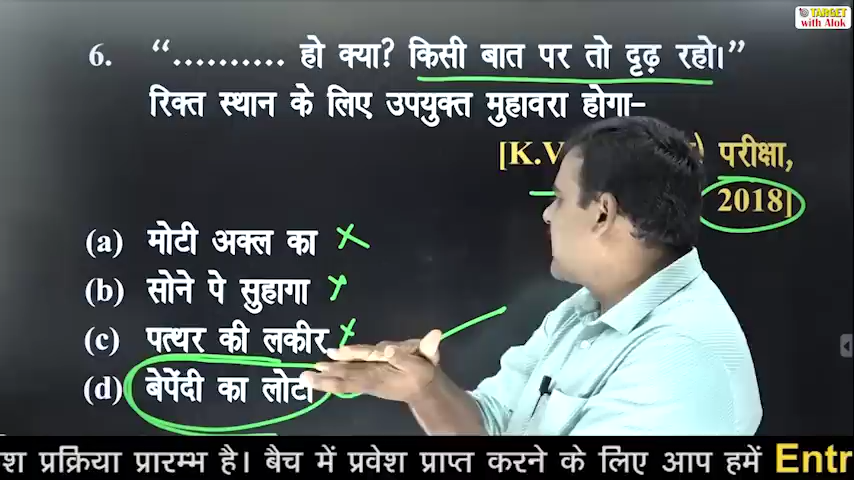 TARGET
with Alok
6. “.......... हो क्या? किसी बात पर तो दृढ़ रहो।”
रिक्त स्थान के लिए उपयुक्त मुहावरा होगा–
[K.V ) परीक्षा,
2018]
(a) मोटी अक्ल का
(b) सोने पे सुहागा
(c) पत्थर की लकीर
(d) बेपेंदी का लोटा
श प्रक्रिया प्रारम्भ है। बैच में प्रवेश प्राप्त करने के लिए आप हमें Entr